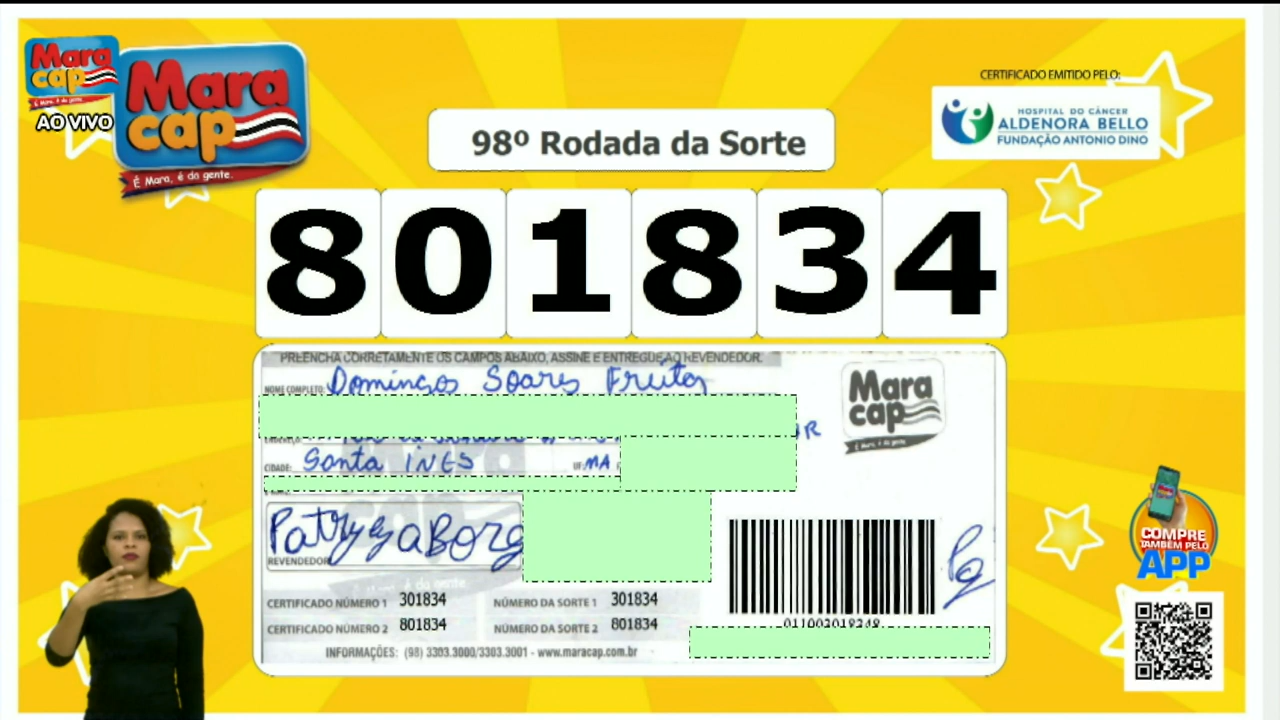 Mara cap
É Mara, é da gente.
AO VIVO
Mara cap
É Mara, é da gente.
98º Rodada da Sorte
CERTIFICADO EMITIDO PELO:
HOSPITAL DO CÂNCER
ALDENORA BELLO
FUNDAÇÃO ANTONIO DINO
801834
PREENCHA CORRETAMENTE OS CAMPOS ABAIXO, ASSINE E ENTREGUE AO REVENDEDOR.
NOME COMPLETO: Domingos Soares Freitas
CIDADE: Santa INES UF: MA
REVENDEDOR
Mara cap
É Mara, é da gente
CERTIFICADO NÚMERO 1 301834 NÚMERO DA SORTE 1 301834
CERTIFICADO NÚMERO 2 801834 NÚMERO DA SORTE 2 801834
INFORMAÇÕES: (98) 3303.3000/3303.3001 - www.maracap.com.br
COMPRE
TAMBÉM PELO
APP